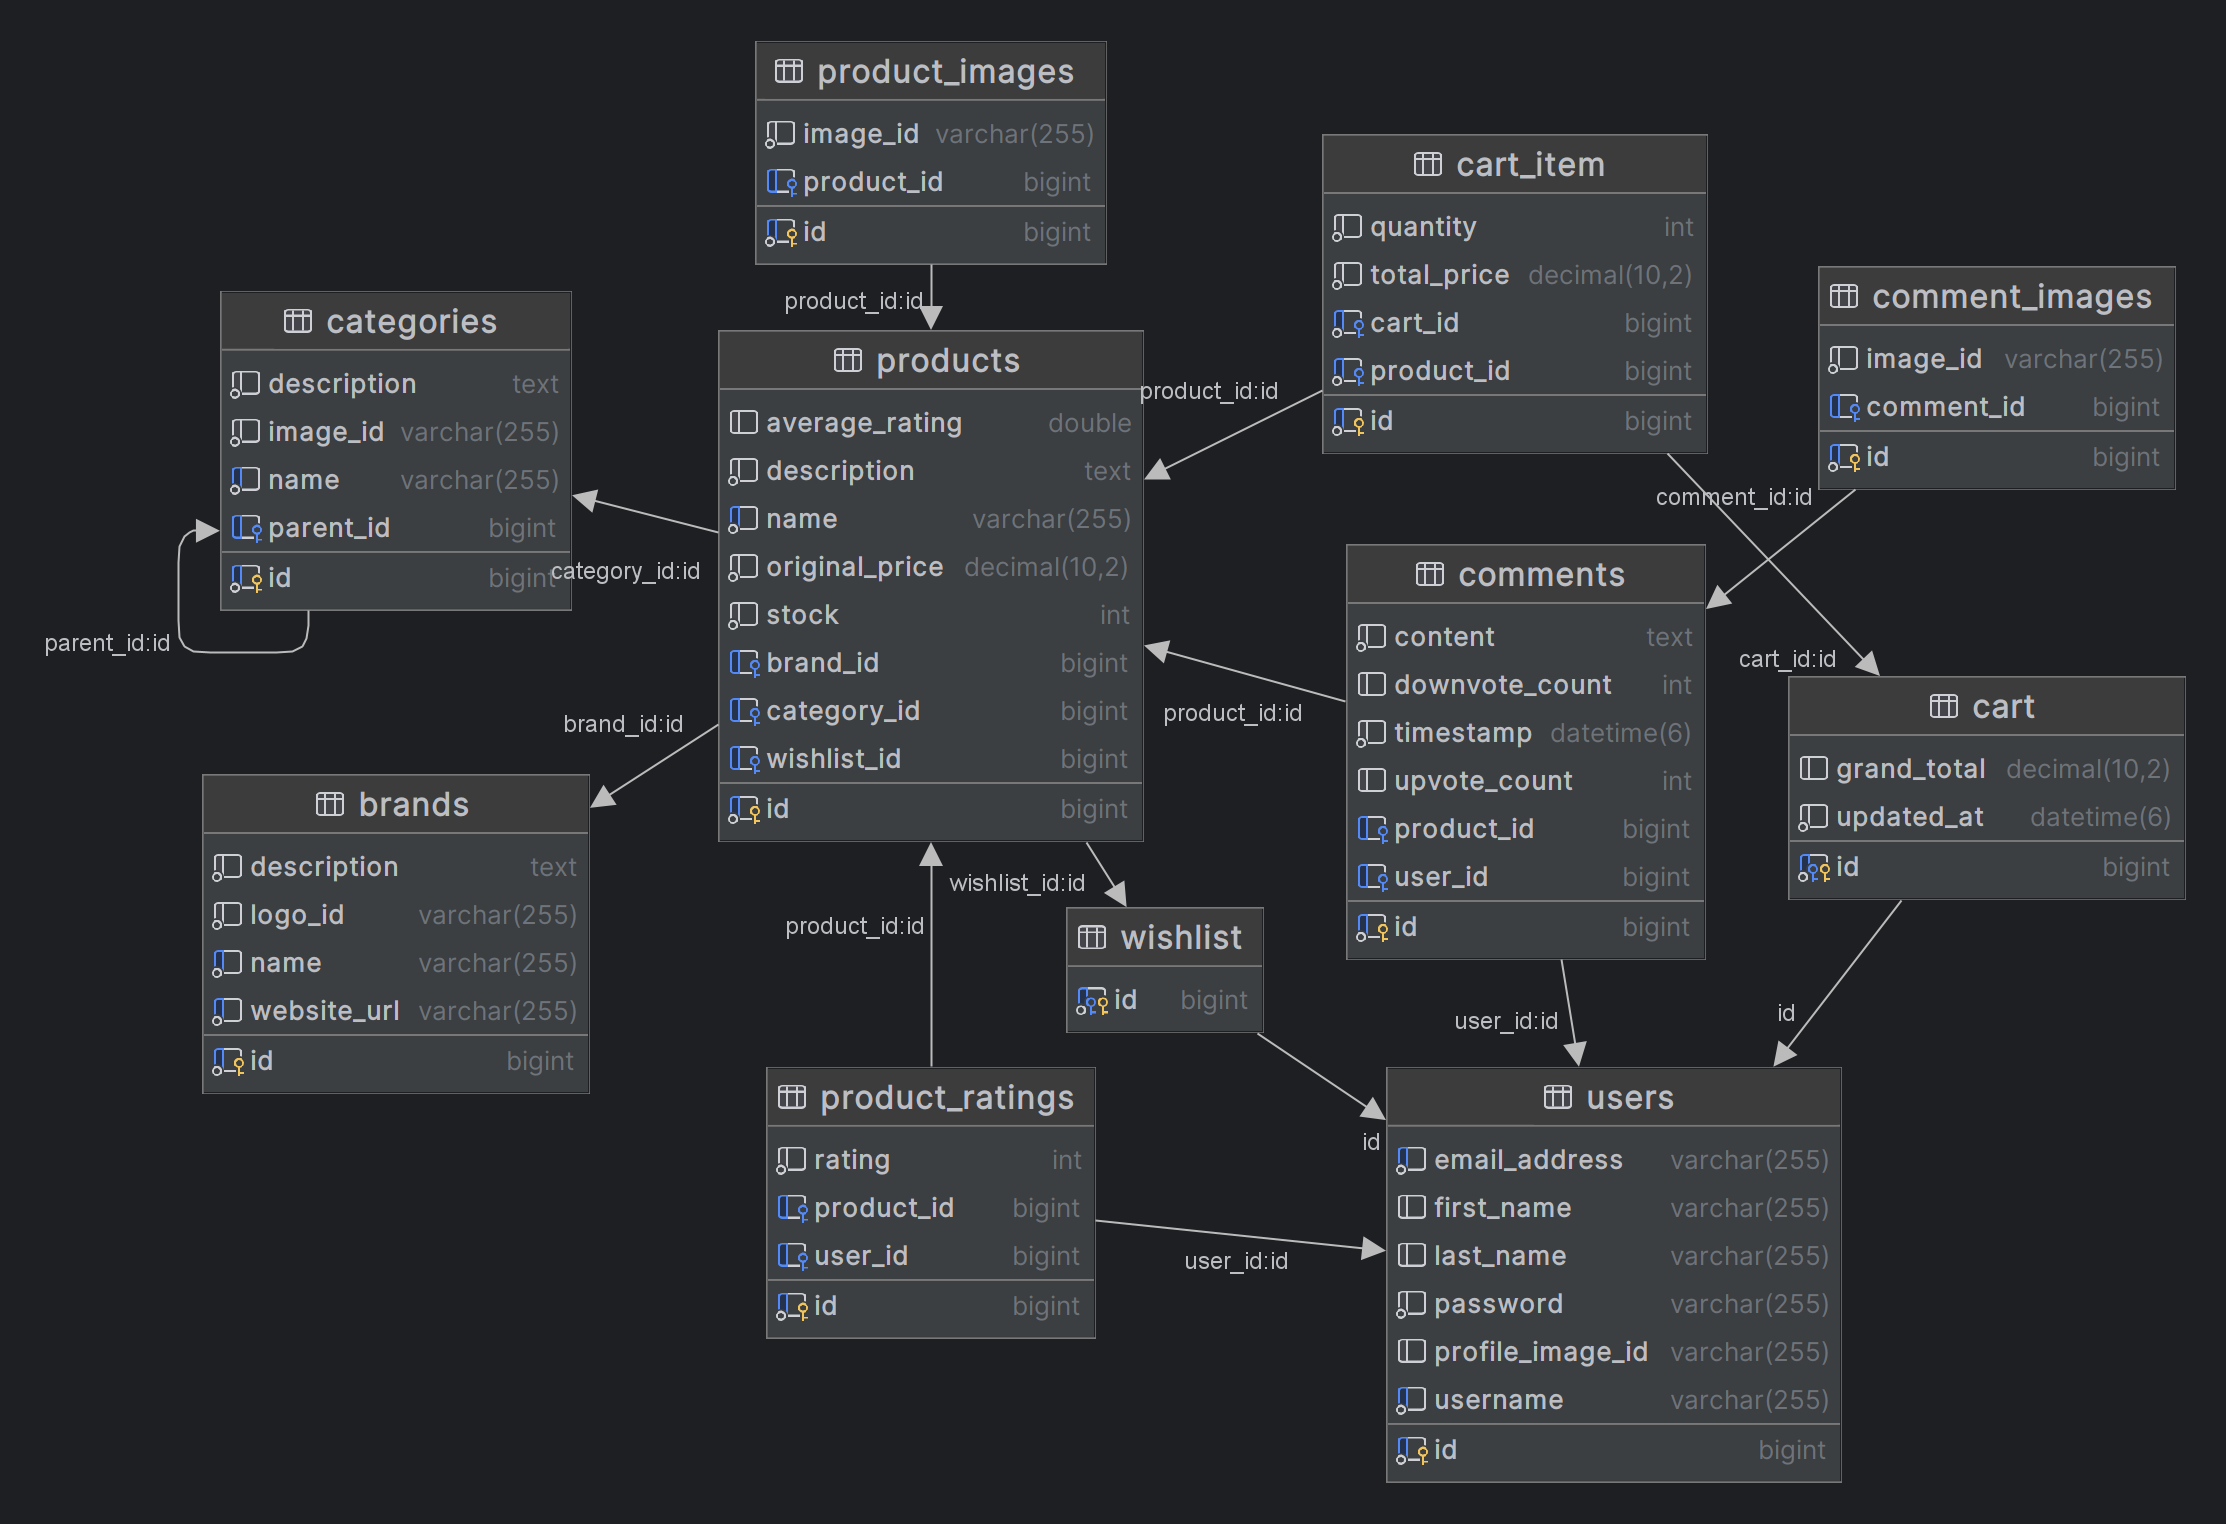 product_images
image_id varchar(255)
product_id bigint
id bigint
product_id:id
cart_item
quantity int
total_price decimal(10,2)
cart_id bigint
product_id bigint
id bigint
comment_images
image_id varchar(255)
comment_id bigint
id bigint
comment_id:id
categories
description text
image_id varchar(255)
name varchar(255)
parent_id bigint
id bigint
parent_id:id
category_id:id
products
average_rating double
description text
name varchar(255)
original_price decimal(10,2)
stock int
brand_id bigint
category_id bigint
wishlist_id bigint
id bigint
product_id:id
product_id:id
comments
content text
downvote_count int
timestamp datetime(6)
upvote_count int
product_id bigint
user_id bigint
id bigint
cart_id:id
cart
grand_total decimal(10,2)
updated_at datetime(6)
id bigint
brand_id:id
brands
description text
logo_id varchar(255)
name varchar(255)
website_url varchar(255)
id bigint
wishlist_id:id
product_id:id
wishlist
id bigint
user_id:id
id
id
product_ratings
rating int
product_id bigint
user_id bigint
id bigint
user_id:id
users
email_address varchar(255)
first_name varchar(255)
last_name varchar(255)
password varchar(255)
profile_image_id varchar(255)
username varchar(255)
id bigint